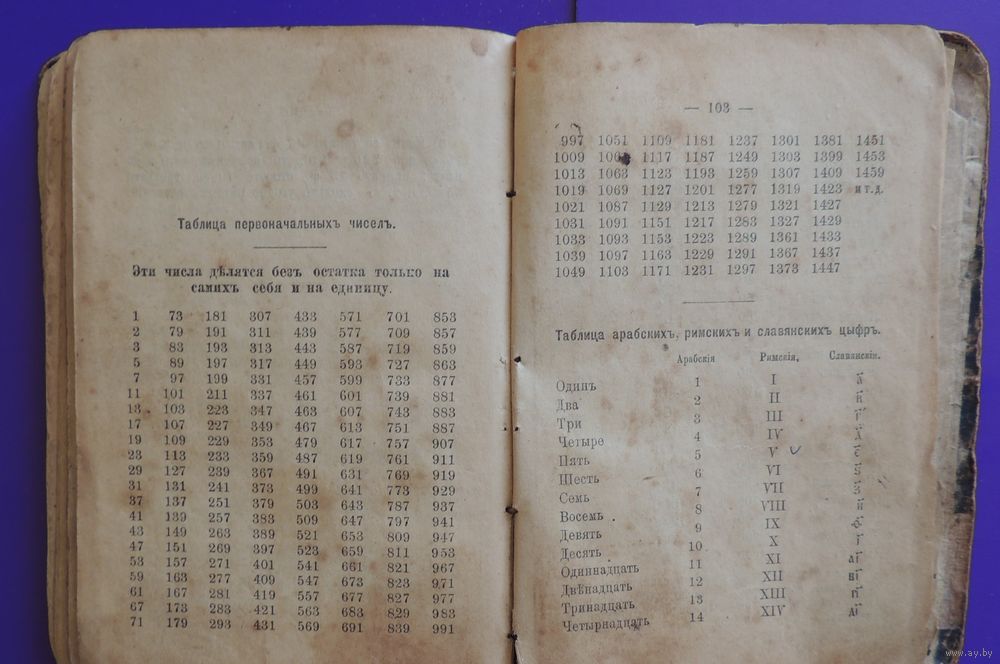 Таблица первоначальныхъ чиселъ.
Эти числа дѣлятся безъ остатка только на
самихъ себя и на единицу.
1 73 181 307 433 571 701 853
2 79 191 311 439 577 709 857
3 83 193 313 443 587 719 859
5 89 197 317 449 593 727 863
7 97 199 331 457 599 733 877
11 101 211 337 461 601 739 881
13 103 223 347 463 607 743 883
17 107 227 349 467 613 751 887
19 109 229 353 479 617 757 907
23 113 233 359 487 619 761 911
29 127 239 367 491 631 769 919
31 131 241 373 499 641 773 929
37 137 251 379 503 643 787 937
41 139 257 383 509 647 797 941
43 149 263 389 521 653 809 947
47 151 269 397 523 659 811 953
53 157 271 401 541 661 821 967
59 163 277 409 547 673 823 971
61 167 281 419 557 677 827 977
67 173 283 421 563 683 829 983
71 179 293 431 569 691 839 991
— 103 —
997 1051 1109 1181 1237 1301 1381 1451
1009 1061 1117 1187 1249 1303 1399 1453
1013 1063 1123 1193 1259 1307 1409 1459
1019 1069 1127 1201 1277 1319 1423 и т. д.
1021 1087 1129 1213 1279 1321 1427
1031 1091 1151 1217 1283 1327 1429
1033 1093 1153 1223 1289 1361 1433
1039 1097 1163 1229 1291 1367 1437
1049 1103 1171 1231 1297 1373 1447
Таблица арабскихъ, римскихъ и славянскихъ цыфръ.
Арабскія Римскія. Славянскія.
Одинъ 1 I
Два 2 II
Три 3 III
Четыре 4 IV
Пять 5 V
Шесть 6 VI
Семь 7 VII
Восемь 8 VIII
Девять 9 IX
Десять 10 X
Одиннадцать 11 XI
Двѣнадцать 12 XII
Тринадцать 13 XIII
Четырнадцать 14 XIV
www.ay.by